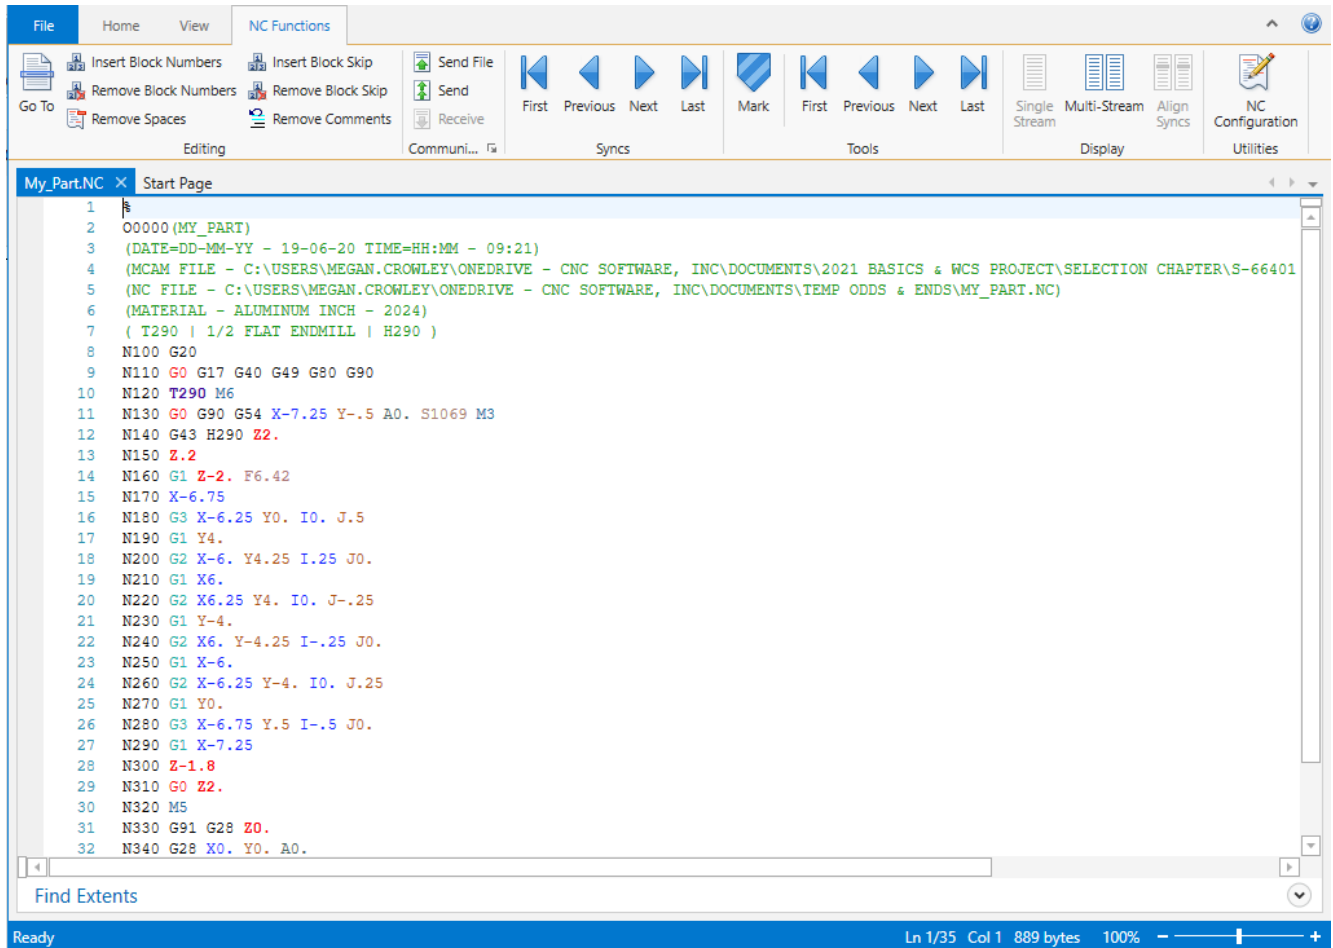 File Home View NC Functions
Go To
Insert Block Numbers
Remove Block Numbers
Remove Spaces
Insert Block Skip
Remove Block Skip
Remove Comments
Editing
Send File
Send
Receive
Communi...
First Previous Next Last
Syncs
Mark First Previous Next Last
Tools
Single Stream Multi-Stream Align Syncs
Display
NC Configuration
Utilities
My_Part.NC Start Page
1 %
2 O0000(MY_PART)
3 (DATE=DD-MM-YY - 19-06-20 TIME=HH:MM - 09:21)
4 (MCAM FILE - C:\USERS\MEGAN.CROWLEY\ONEDRIVE - CNC SOFTWARE, INC\DOCUMENTS\2021 BASICS & WCS PROJECT\SELECTION CHAPTER\S-66401
5 (NC FILE - C:\USERS\MEGAN.CROWLEY\ONEDRIVE - CNC SOFTWARE, INC\DOCUMENTS\TEMP ODDS & ENDS\MY_PART.NC)
6 (MATERIAL - ALUMINUM INCH - 2024)
7 ( T290 | 1/2 FLAT ENDMILL | H290 )
8 N100 G20
9 N110 G0 G17 G40 G49 G80 G90
10 N120 T290 M6
11 N130 G0 G90 G54 X-7.25 Y-.5 A0. S1069 M3
12 N140 G43 H290 Z2.
13 N150 Z.2
14 N160 G1 Z-2. F6.42
15 N170 X-6.75
16 N180 G3 X-6.25 Y0. I0. J.5
17 N190 G1 Y4.
18 N200 G2 X-6. Y4.25 I.25 J0.
19 N210 G1 X6.
20 N220 G2 X6.25 Y4. I0. J-.25
21 N230 G1 Y-4.
22 N240 G2 X6. Y-4.25 I-.25 J0.
23 N250 G1 X-6.
24 N260 G2 X-6.25 Y-4. I0. J.25
25 N270 G1 Y0.
26 N280 G3 X-6.75 Y.5 I-.5 J0.
27 N290 G1 X-7.25
28 N300 Z-1.8
29 N310 G0 Z2.
30 N320 M5
31 N330 G91 G28 Z0.
32 N340 G28 X0. Y0. A0.
Find Extents
Ready Ln 1/35 Col 1 889 bytes 100%